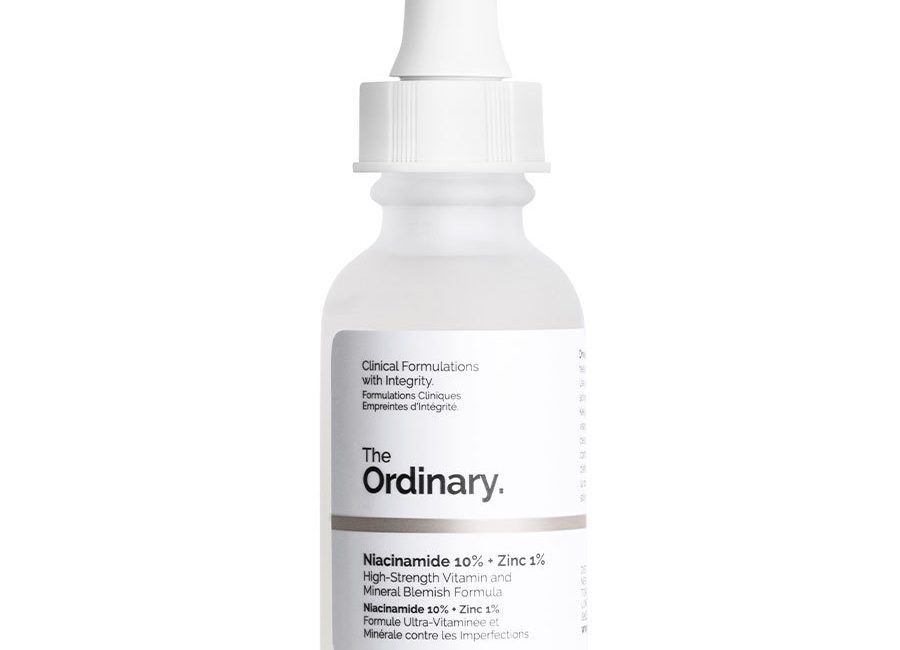 Clinical Formulations
with Integrity.
Formulations Cliniques
Empreintes d'Intégrité.
The
Ordinary.
Niacinamide 10% + Zinc 1%
High-Strength Vitamin and
Mineral Blemish Formula
Niacinamide 10% + Zinc 1%
Formule Ultra-Vitaminée et
Minérale contre les Imperfections